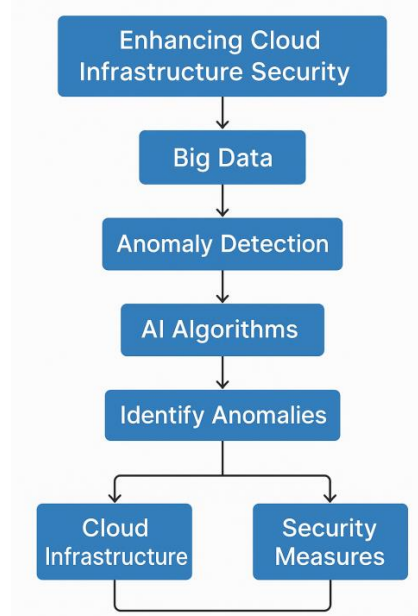 Enhancing Cloud
Infrastructure Security
Big Data
Anomaly Detection
AI Algorithms
Identify Anomalies
Cloud
Infrastructure
Security
Measures